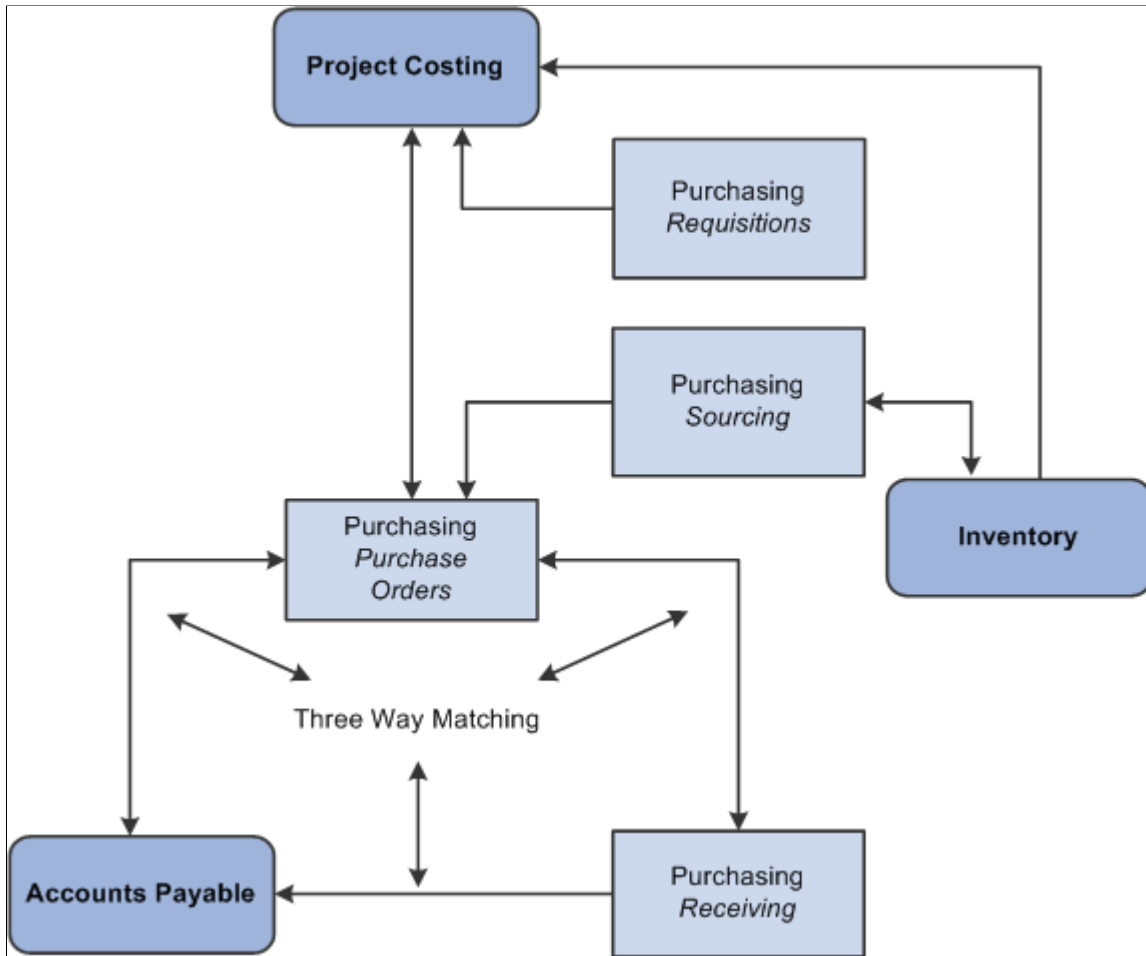 Project Costing
Purchasing
Requisitions
Purchasing
Sourcing
Purchasing
Purchase
Orders
Inventory
Three Way Matching
Accounts Payable
Purchasing
Receiving